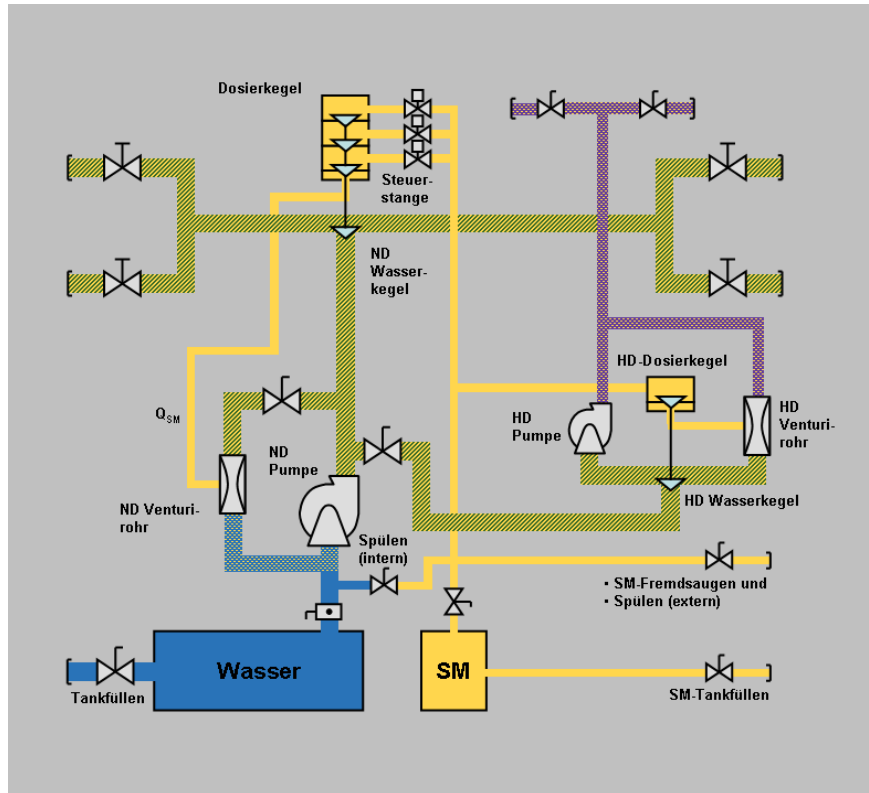 Dosierkegel
Steuer-
stange
ND
Wasser-
kegel
HD-Dosierkegel
Q_SM
ND
Pumpe
HD
Pumpe
HD
Venturi-
rohr
ND Venturi-
rohr
HD Wasserkegel
Spülen
(intern)
• SM-Fremdsaugen und
• Spülen (extern)
Wasser
SM
Tankfüllen
SM-Tankfüllen